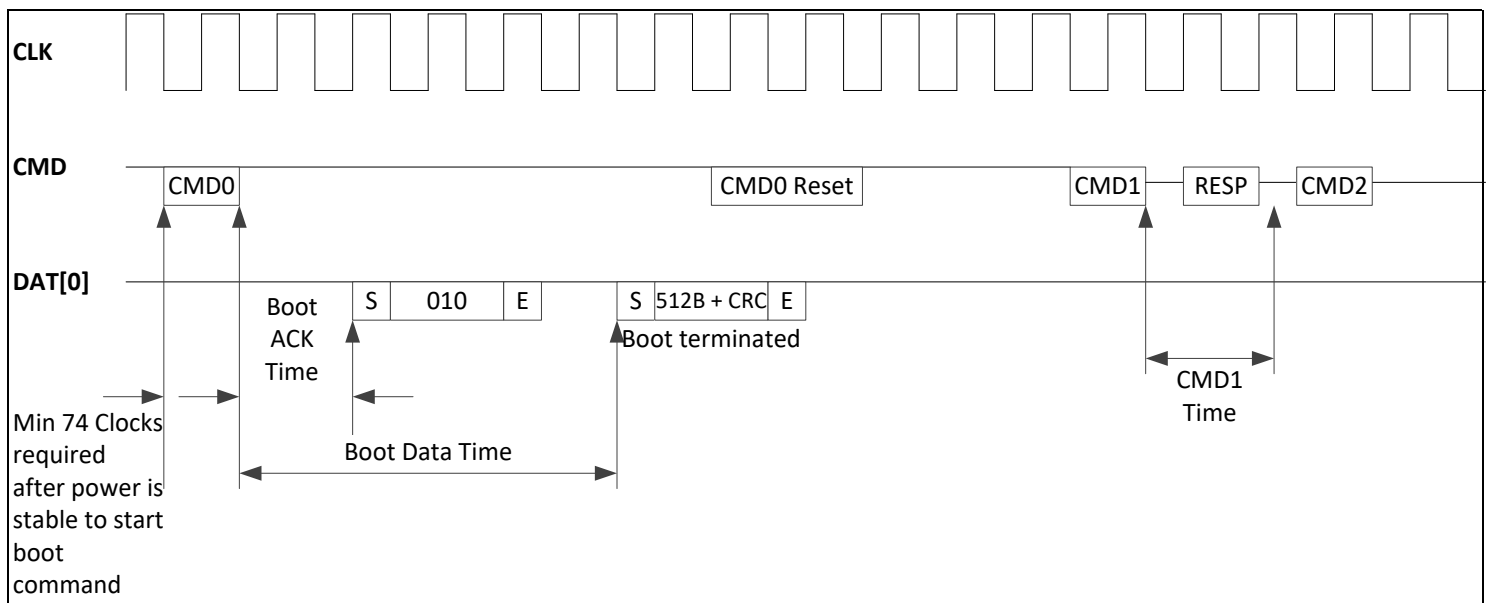 CLK
CMD
CMD0
CMD0 Reset
CMD1
RESP
CMD2
DAT[0]
Boot
ACK
Time
S
010
E
S
512B + CRC
E
Boot terminated
CMD1
Time
Min 74 Clocks
required
after power is
stable to start
boot
command
Boot Data Time